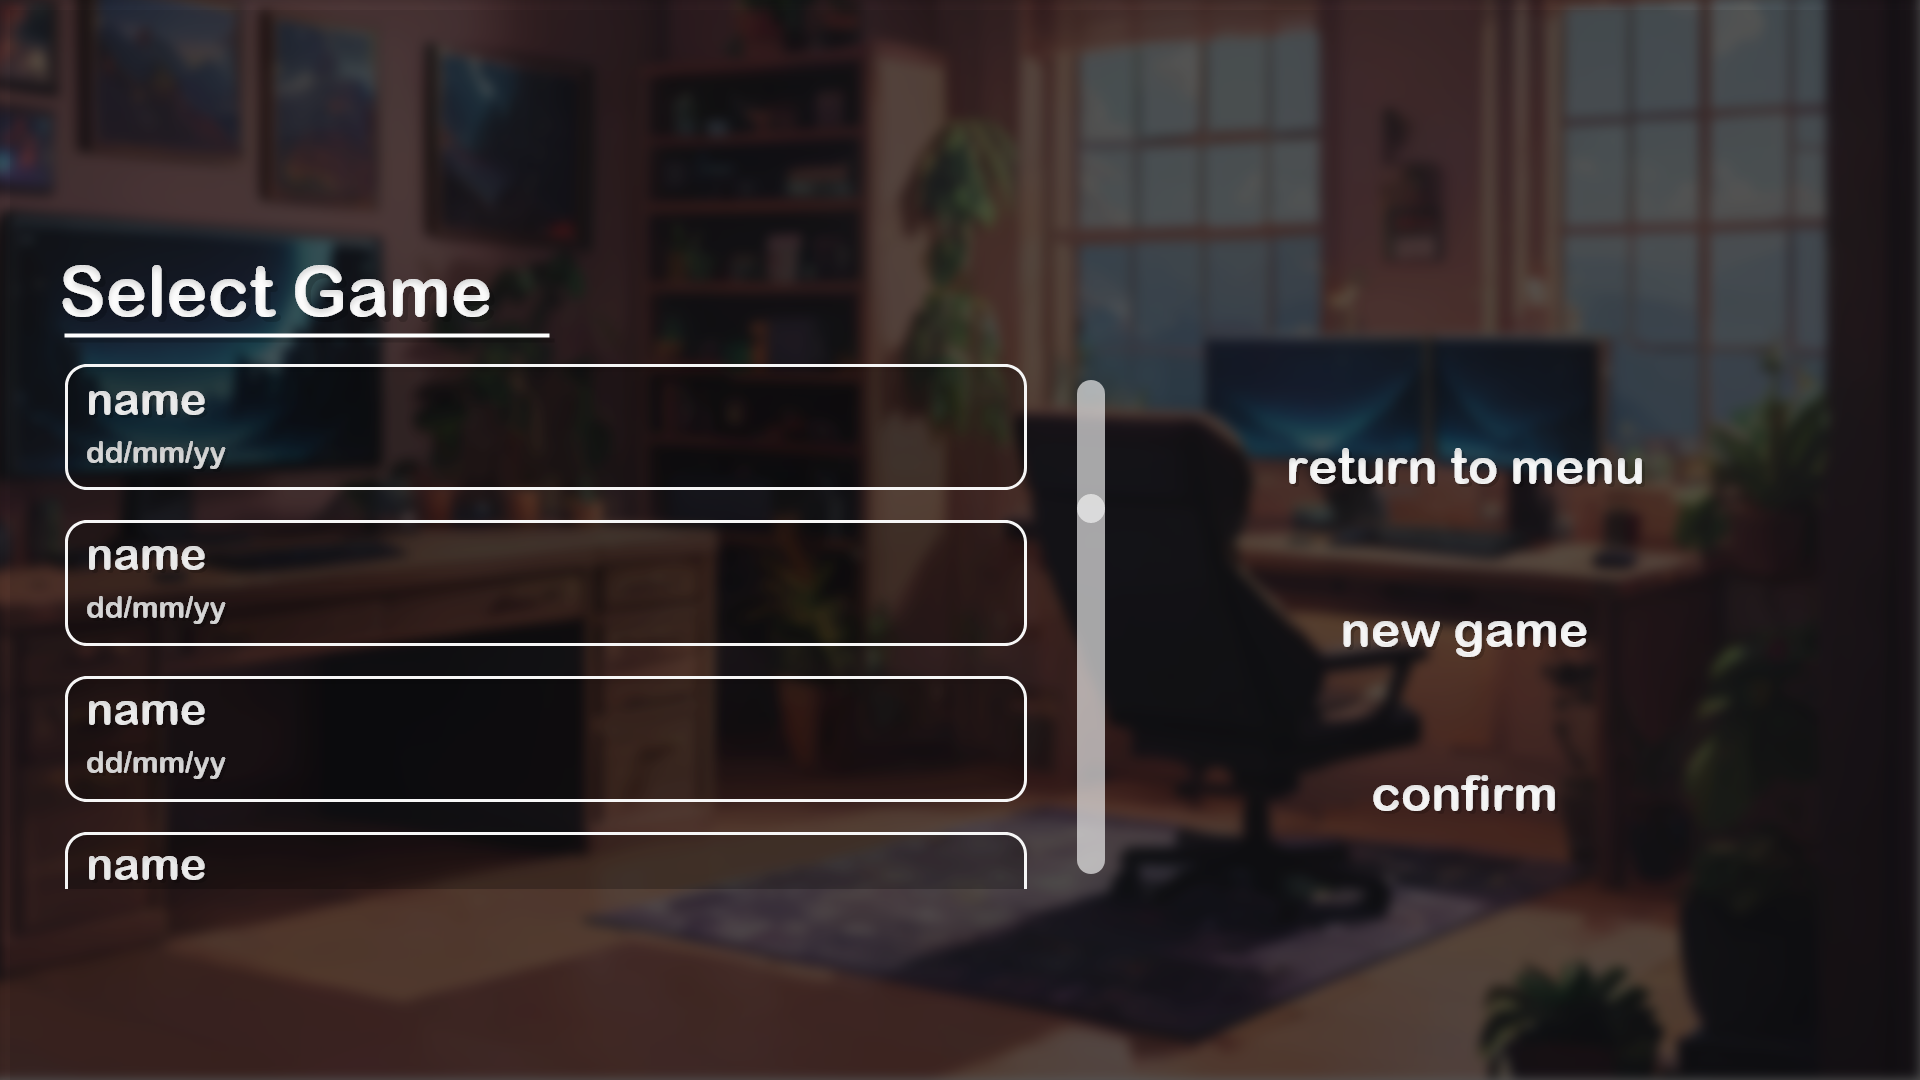 Select Game
name
dd/mm/yy
name
dd/mm/yy
name
dd/mm/yy
name
return to menu
new game
confirm